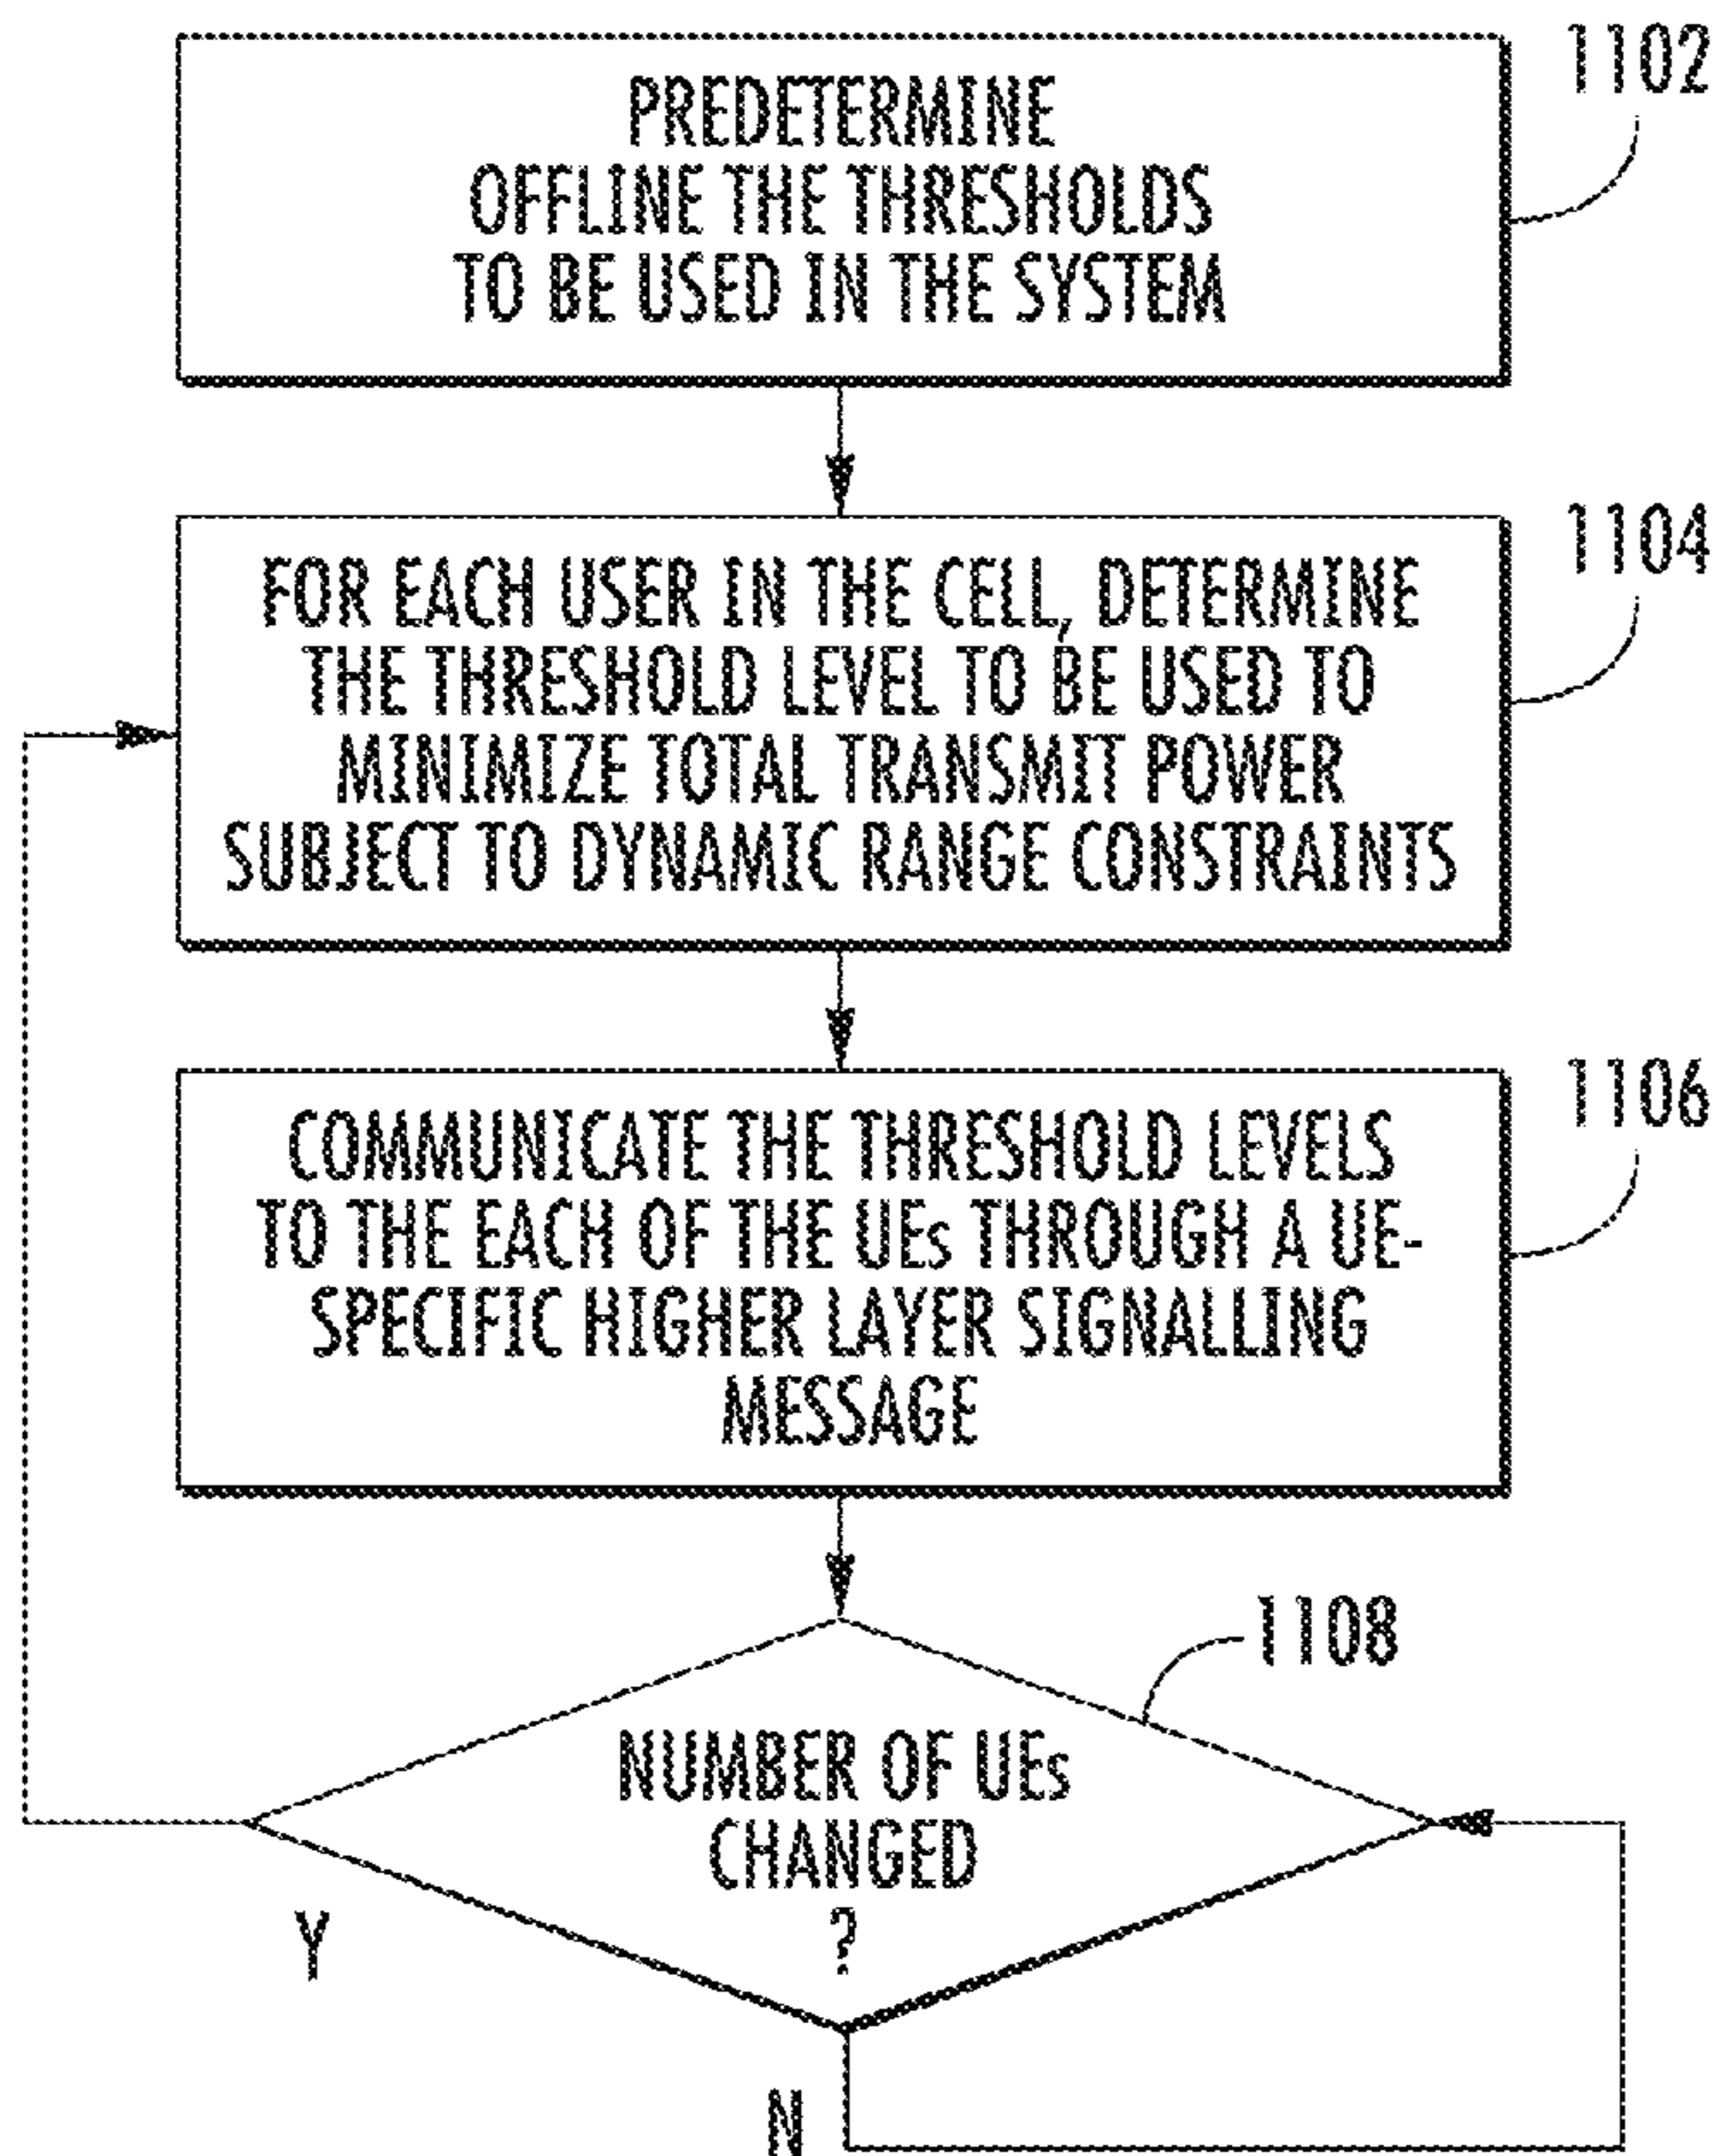 1102
PREDETERMINE
OFFLINE THE THRESHOLDS
TO BE USED IN THE SYSTEM
1104
FOR EACH USER IN THE CELL, DETERMINE
THE THRESHOLD LEVEL TO BE USED TO
MINIMIZE TOTAL TRANSMIT POWER
SUBJECT TO DYNAMIC RANGE CONSTRAINTS
1106
COMMUNICATE THE THRESHOLD LEVELS
TO THE EACH OF THE UEs THROUGH A UE-
SPECIFIC HIGHER LAYER SIGNALLING
MESSAGE
1108
NUMBER OF UEs
CHANGED
?
Y
N